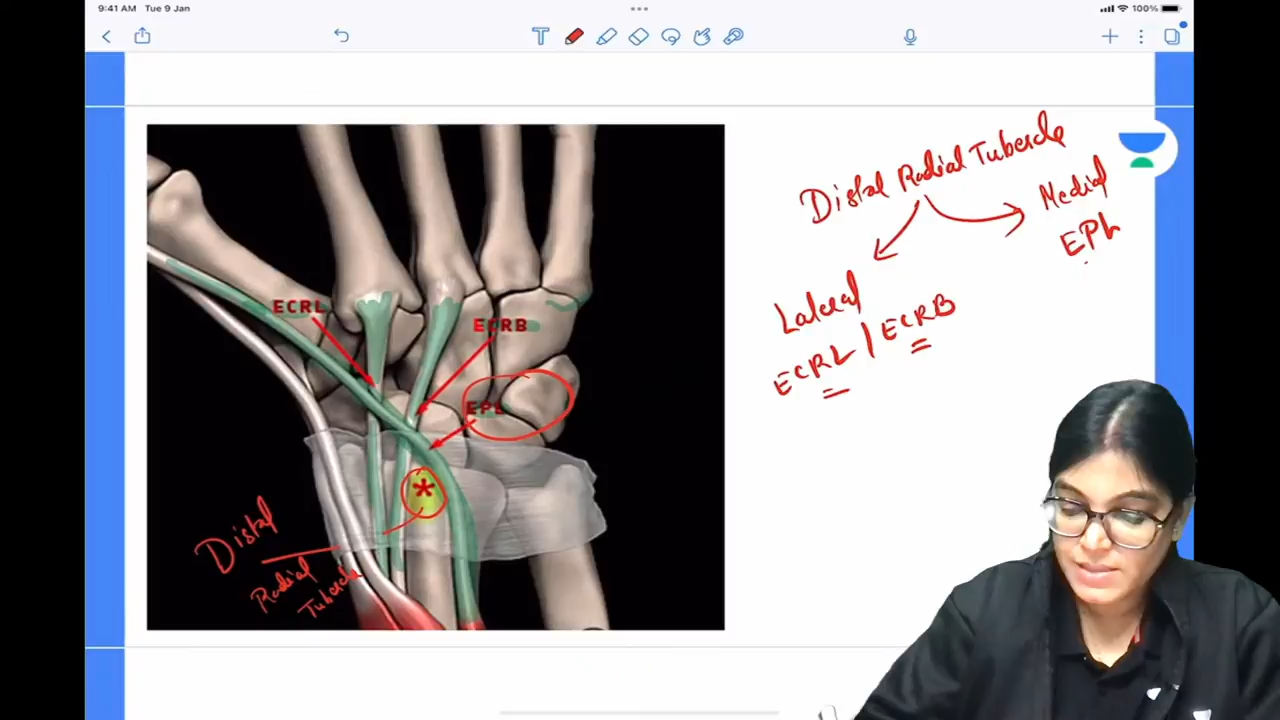 9:41 AM Tue 9 Jan
100%
Distal Radial Tubercle
Medial
EPL
Lateral
ECRL / ECRB
ECRL
ECRB
EPL
*
Distal
Radial
Tubercle